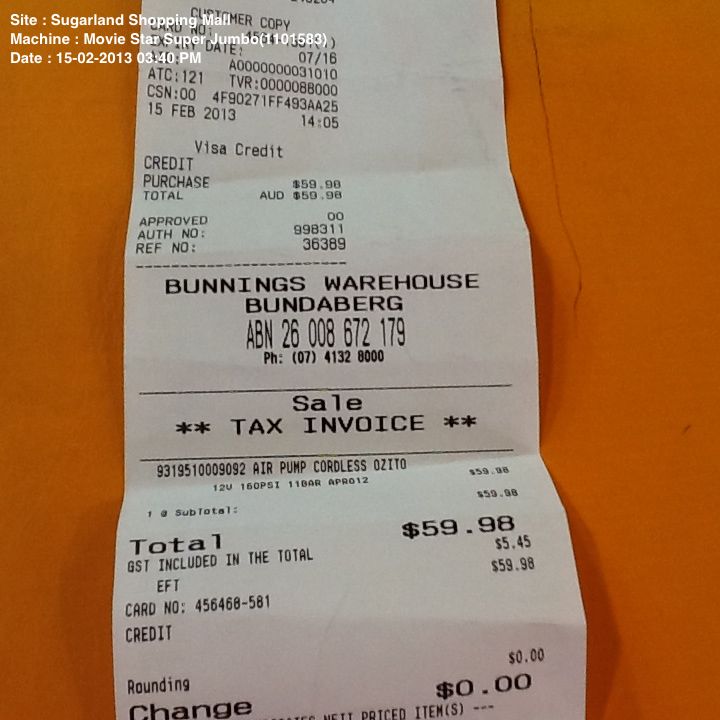 Site : Sugarland Shopping Mall
Machine : Movie Star Super Jumbo(1101583)
Date : 15-02-2013 03:40 PM
CUSTOMER COPY
CARD NO:
EXPIRY DATE: 07/16
A0000000031010
ATC:121 TVR:0000088000
CSN:00 4F90271FF493AA25
15 FEB 2013 14:05
Visa Credit
CREDIT
PURCHASE $59.98
TOTAL AUD $59.98
APPROVED 00
AUTH NO: 998311
REF NO: 36389
BUNNINGS WAREHOUSE
BUNDABERG
ABN 26 008 672 179
Ph: (07) 4132 8000
Sale
** TAX INVOICE **
9319510009092 AIR PUMP CORDLESS OZITO $59.98
12V 160PSI 11BAR APR012
1 @ SubTotal: $59.98
Total $59.98
GST INCLUDED IN THE TOTAL $5.45
EFT $59.98
CARD NO: 456468-581
CREDIT
Rounding $0.00
Change $0.00
NETT PRICED ITEM(S) ---